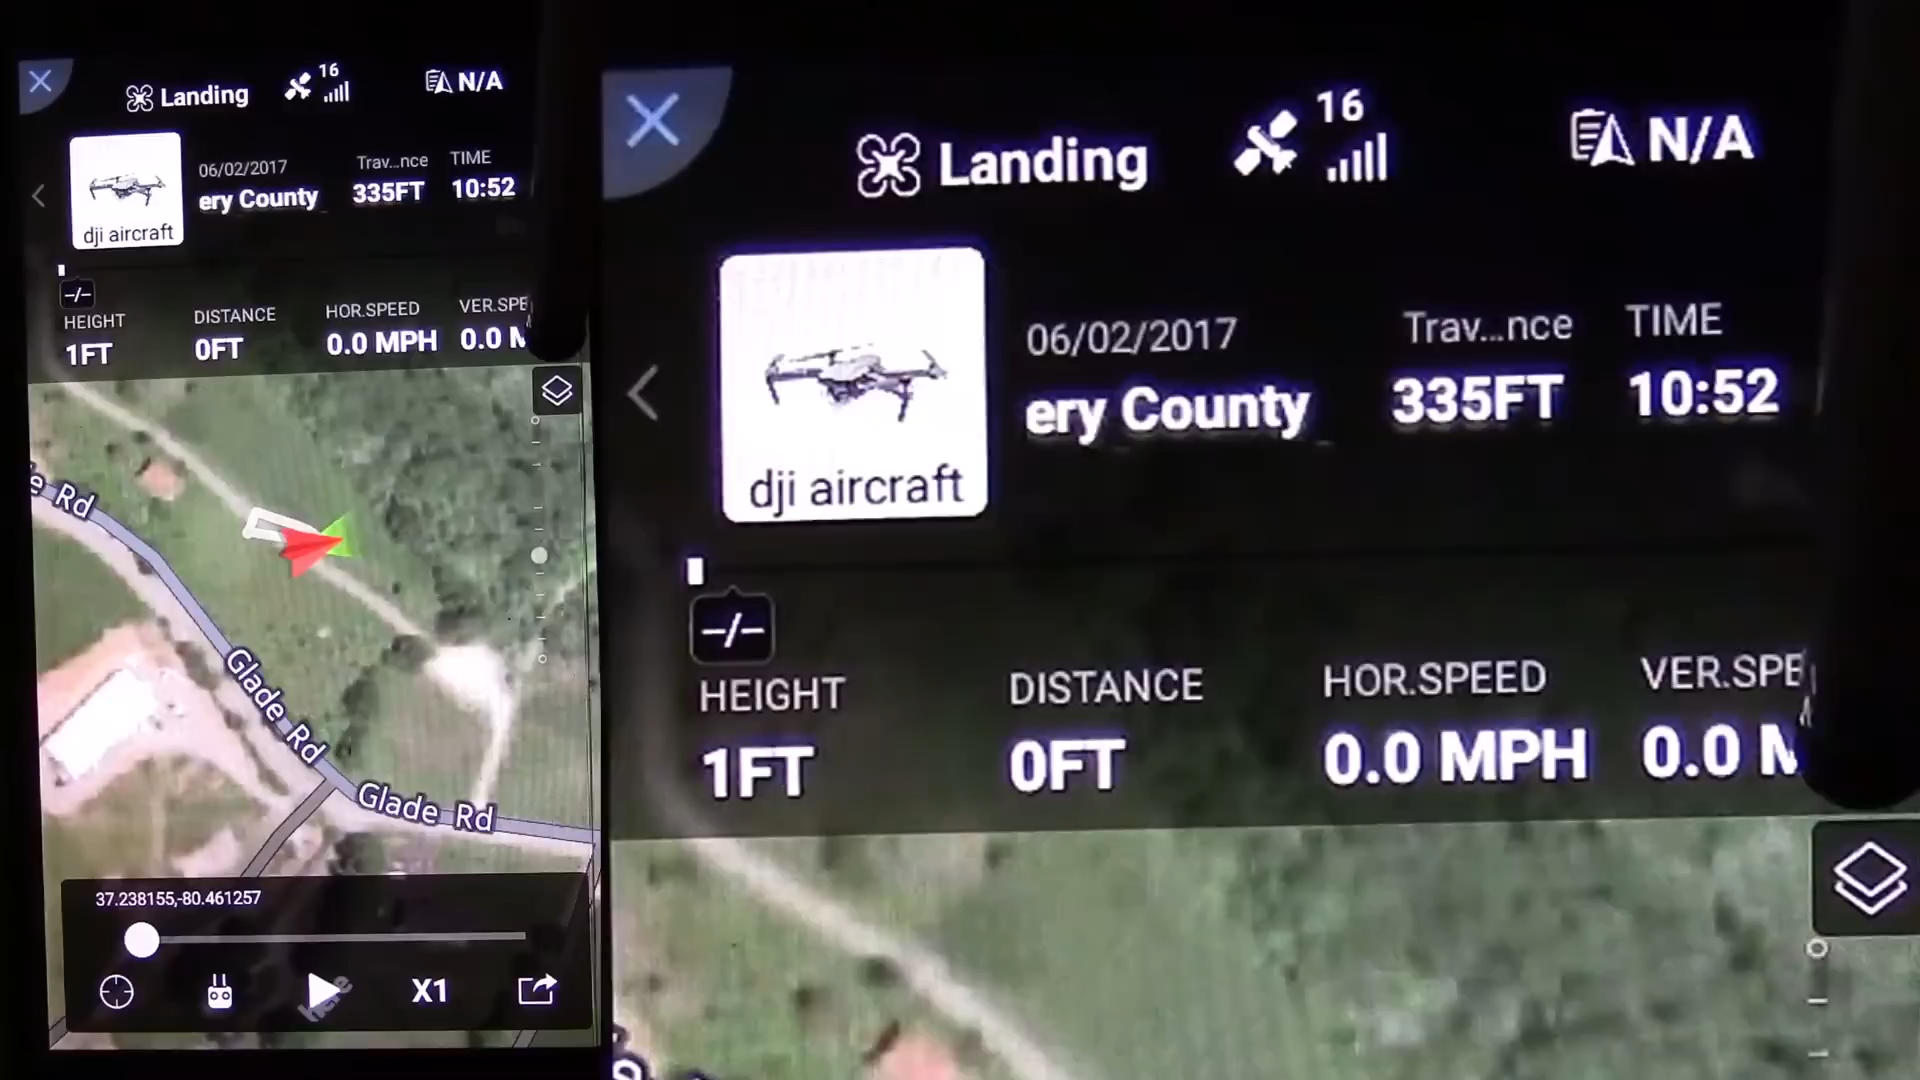 Landing
16
N/A
06/02/2017
Trav...nce
TIME
ery County
335FT
10:52
dji aircraft
–/–
HEIGHT
DISTANCE
HOR.SPEED
VER.SPE
1FT
0FT
0.0 MPH
0.0 M
e Rd
Glade Rd
Glade Rd
37.238155,-80.461257
X1
here
Landing
16
N/A
06/02/2017
Trav...nce
TIME
ery County
335FT
10:52
dji aircraft
–/–
HEIGHT
DISTANCE
HOR.SPEED
VER.SPE
1FT
0FT
0.0 MPH
0.0 M